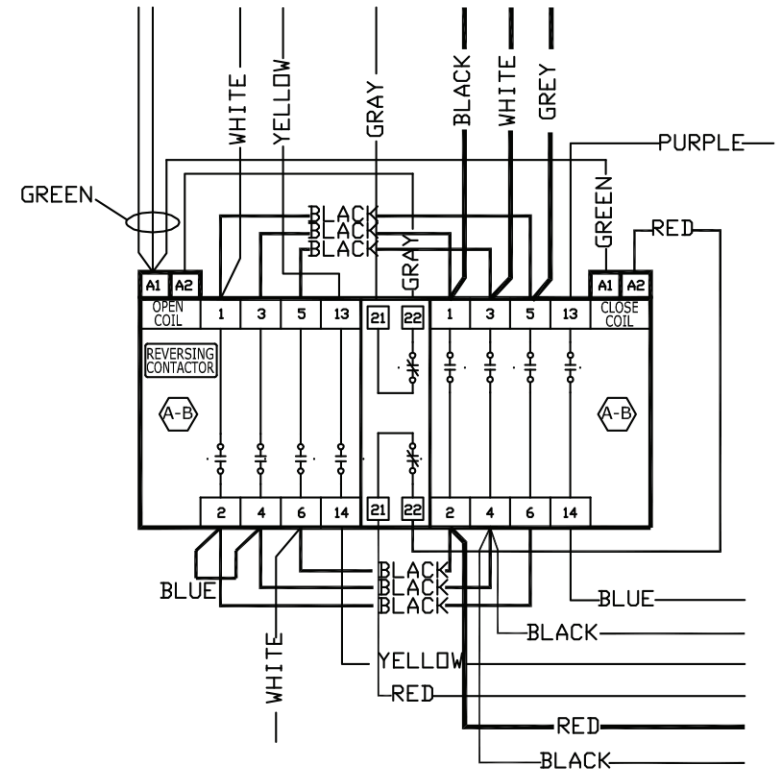 WHITE
YELLOW
GRAY
BLACK
WHITE
GREY
PURPLE
GREEN
GREEN
RED
BLACK
BLACK
BLACK
GRAY
A1 A2
A1 A2
OPEN
COIL
1 3 5 13
21 22
1 3 5 13
CLOSE
COIL
REVERSING
CONTACTOR
A-B
A-B
2 4 6 14
21 22
2 4 6 14
BLUE
BLACK
BLACK
BLACK
BLUE
BLACK
WHITE
YELLOW
RED
RED
BLACK